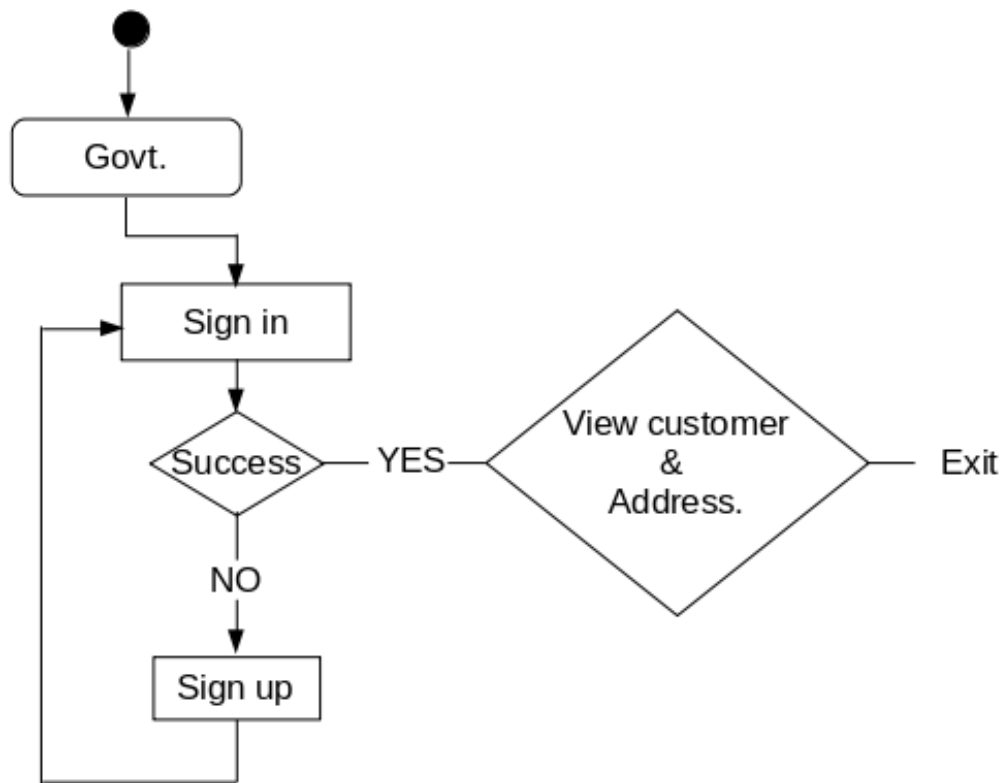 Govt.
Sign in
Success
YES
View customer
&
Address.
Exit
NO
Sign up